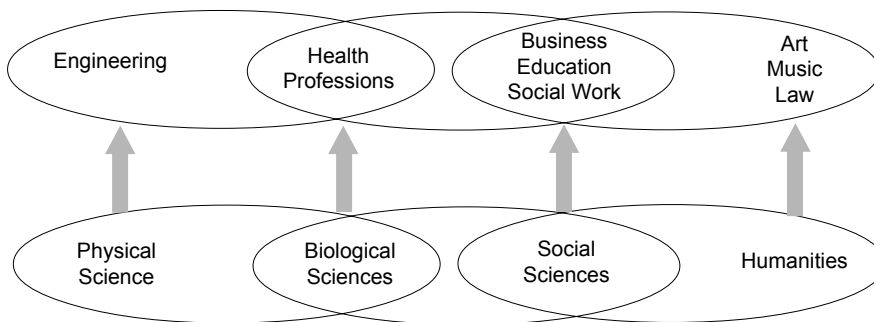 Engineering
Health
Professions
Business
Education
Social Work
Art
Music
Law
Physical
Science
Biological
Sciences
Social
Sciences
Humanities